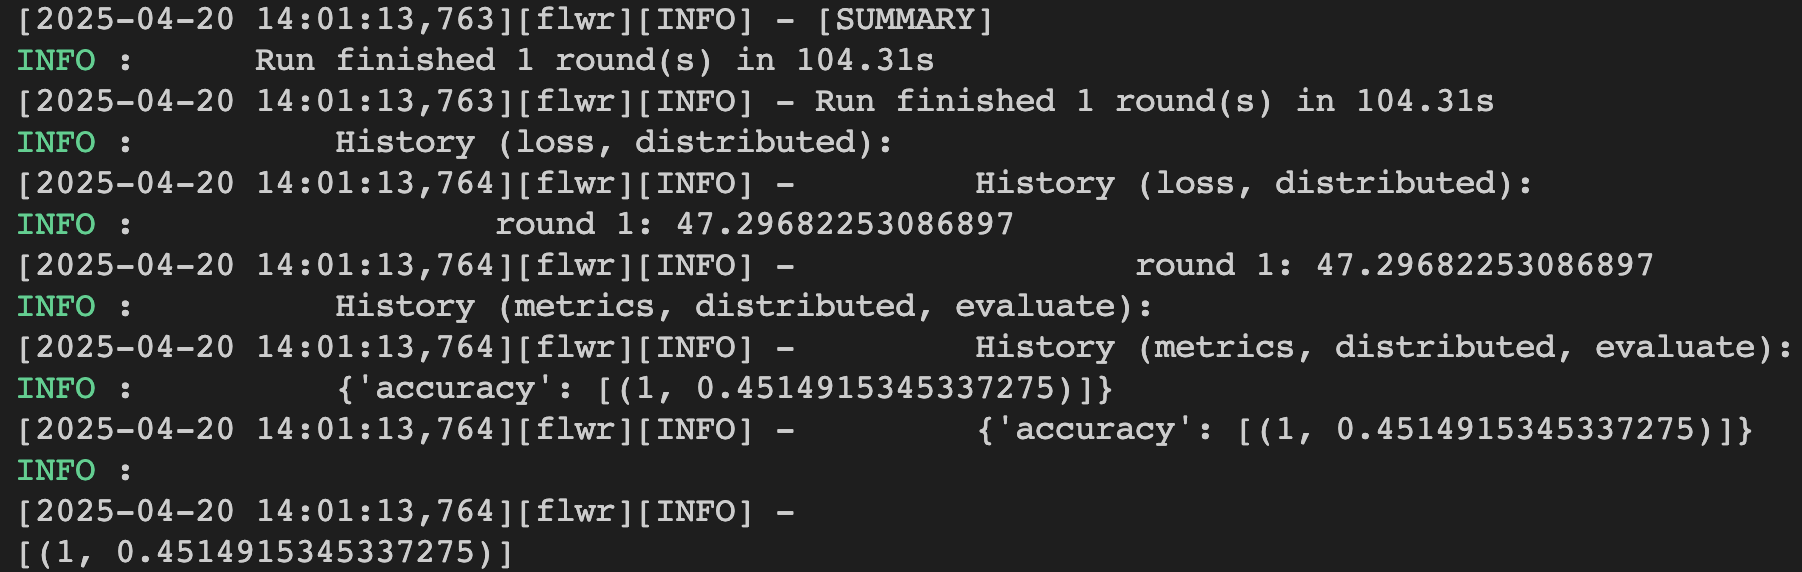 [2025-04-20 14:01:13,763][flwr][INFO] - [SUMMARY]
INFO :      Run finished 1 round(s) in 104.31s
[2025-04-20 14:01:13,763][flwr][INFO] - Run finished 1 round(s) in 104.31s
INFO :          History (loss, distributed):
[2025-04-20 14:01:13,764][flwr][INFO] -         History (loss, distributed):
INFO :                  round 1: 47.29682253086897
[2025-04-20 14:01:13,764][flwr][INFO] -                 round 1: 47.29682253086897
INFO :          History (metrics, distributed, evaluate):
[2025-04-20 14:01:13,764][flwr][INFO] -         History (metrics, distributed, evaluate):
INFO :          {'accuracy': [(1, 0.4514915345337275)]}
[2025-04-20 14:01:13,764][flwr][INFO] -         {'accuracy': [(1, 0.4514915345337275)]}
INFO :
[2025-04-20 14:01:13,764][flwr][INFO] -
[(1, 0.4514915345337275)]